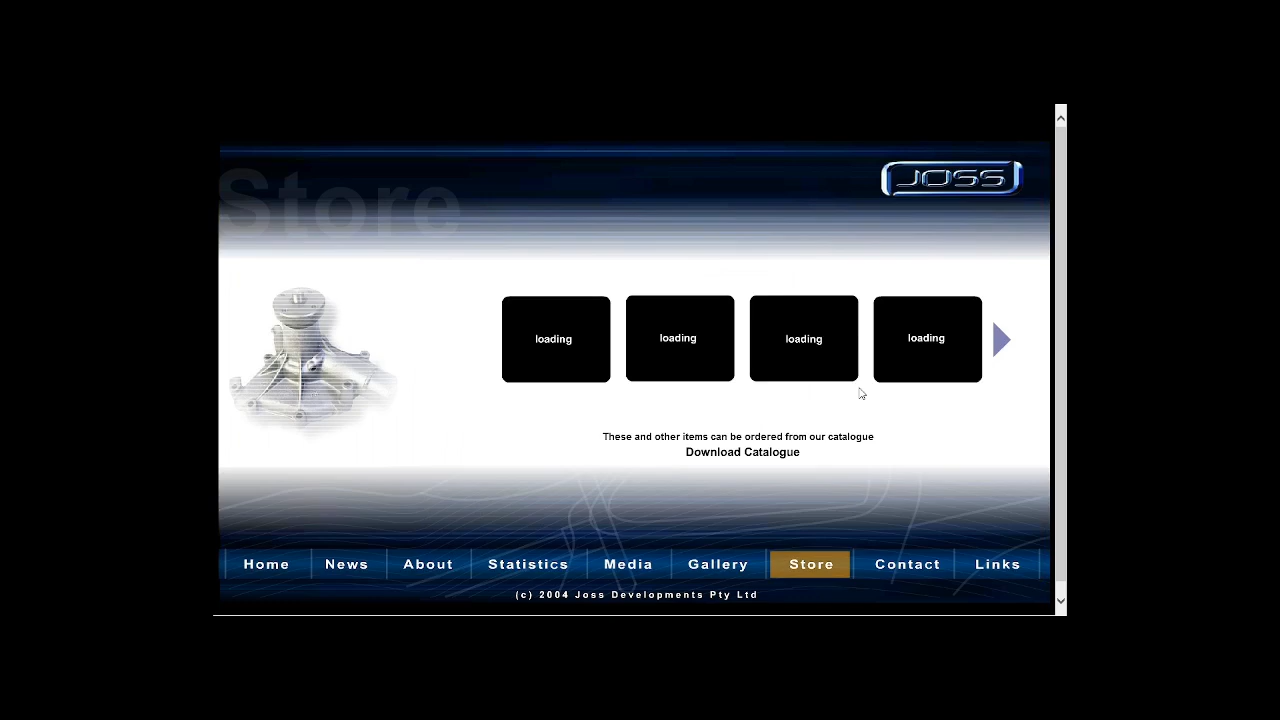 Store
JOSS
loading
loading
loading
loading
These and other items can be ordered from our catalogue
Download Catalogue
Home News About Statistics Media Gallery Store Contact Links
(c) 2004 Joss Developments Pty Ltd